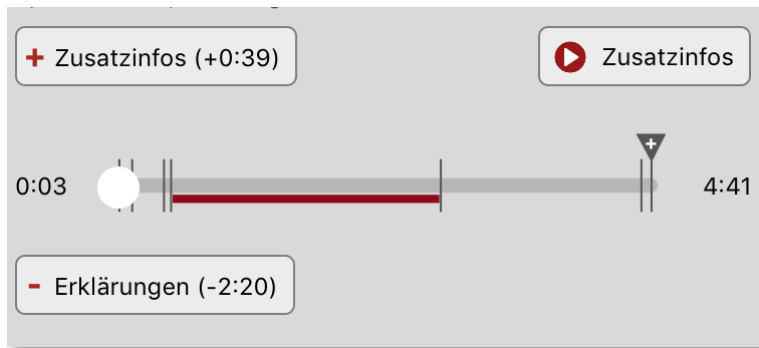 + Zusatzinfos (+0:39)
Zusatzinfos
+
0:03
4:41
- Erklärungen (-2:20)